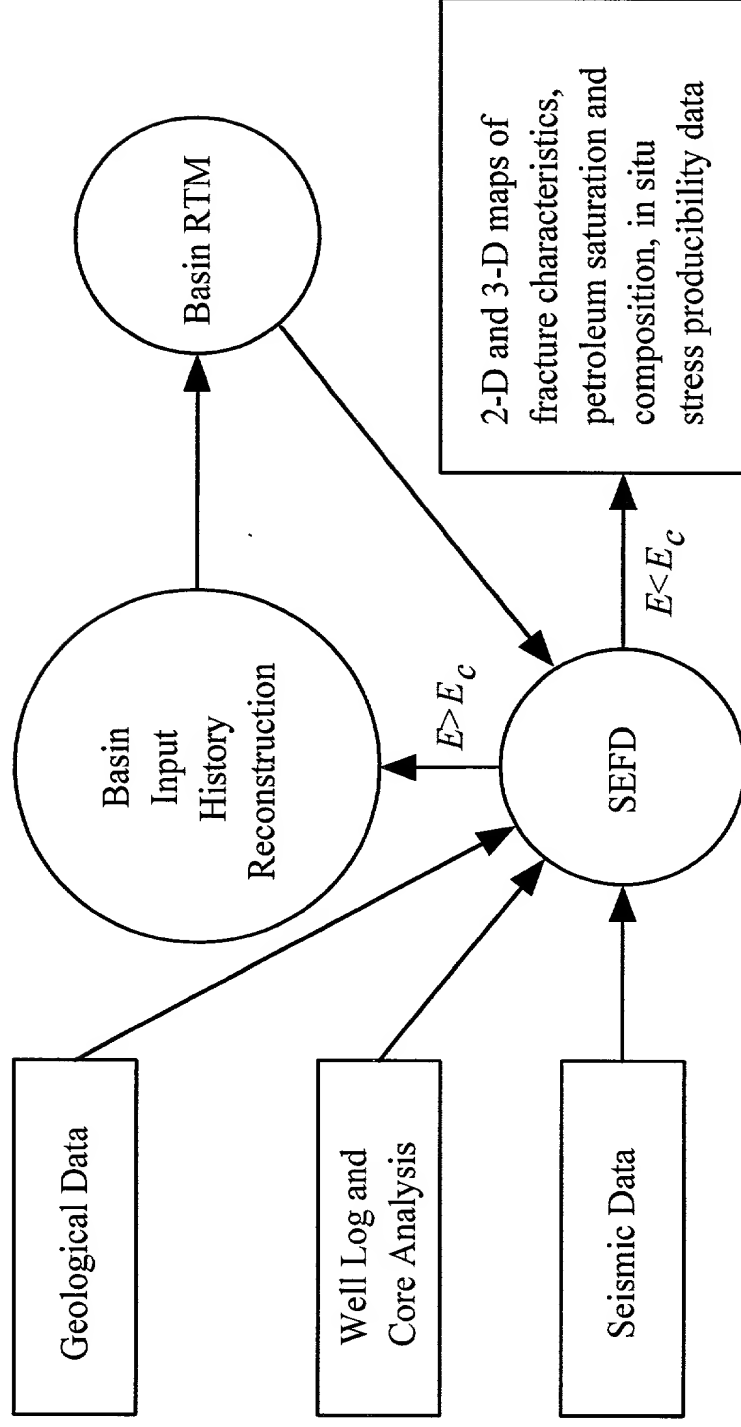 Geological Data
Well Log and
Core Analysis
Seismic Data
Basin
Input
History
Reconstruction
Basin RTM
E>E_c
SEFD
E<E_c
2-D and 3-D maps of
fracture characteristics,
petroleum saturation and
composition, in situ
stress producibility data